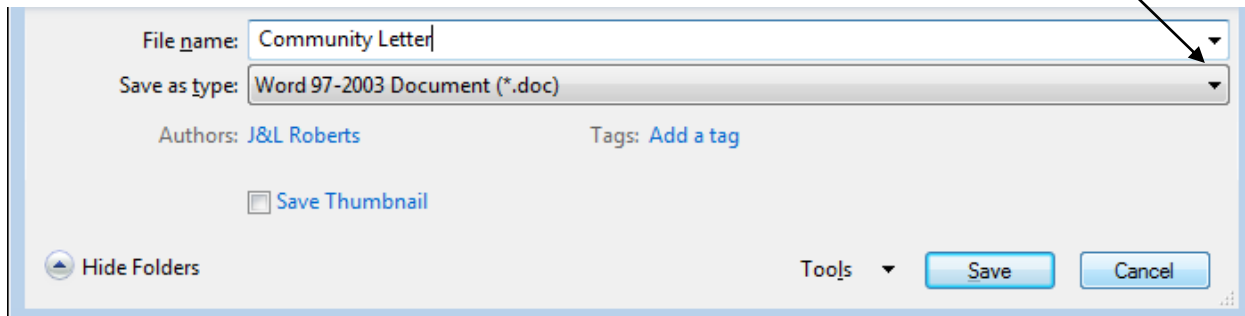 File name: Community Letter
Save as type: Word 97-2003 Document (*.doc)
Authors: J&L Roberts Tags: Add a tag
Save Thumbnail
Hide Folders Tools Save Cancel